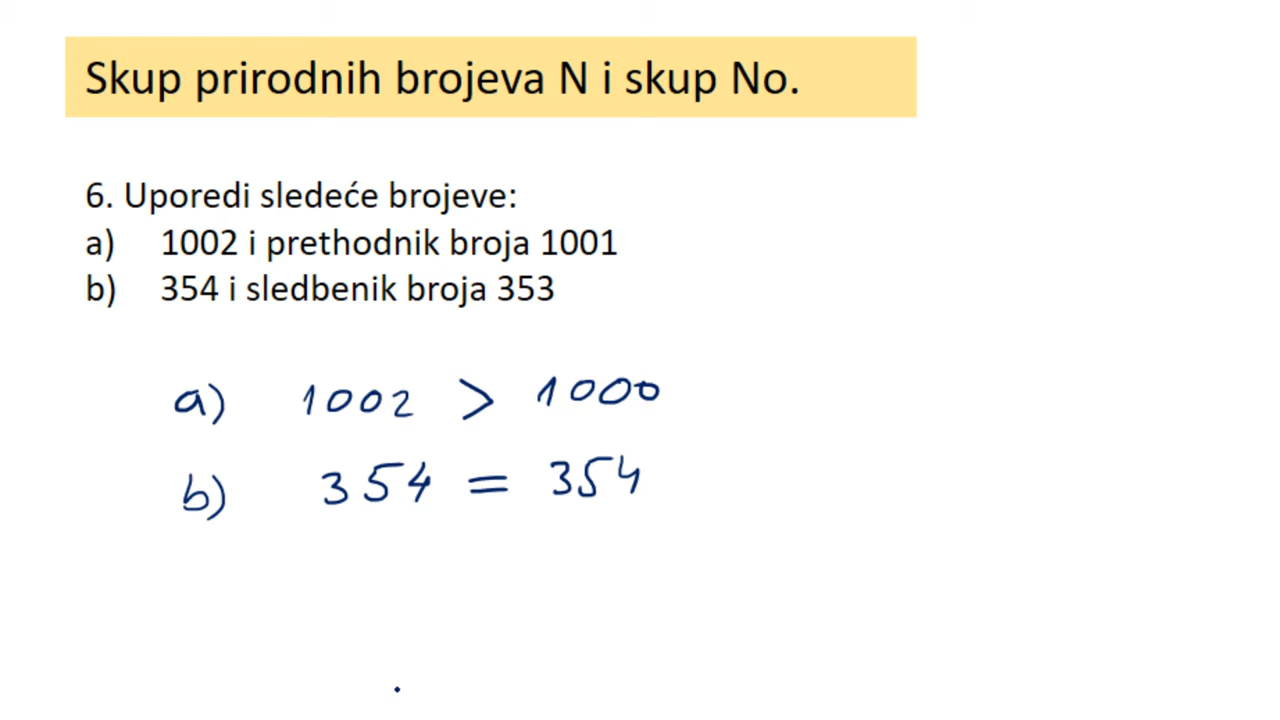 Skup prirodnih brojeva N i skup No.
6. Uporedi sledeće brojeve:
a) 1002 i prethodnik broja 1001
b) 354 i sledbenik broja 353
a) 1002 > 1000
b) 354 = 354